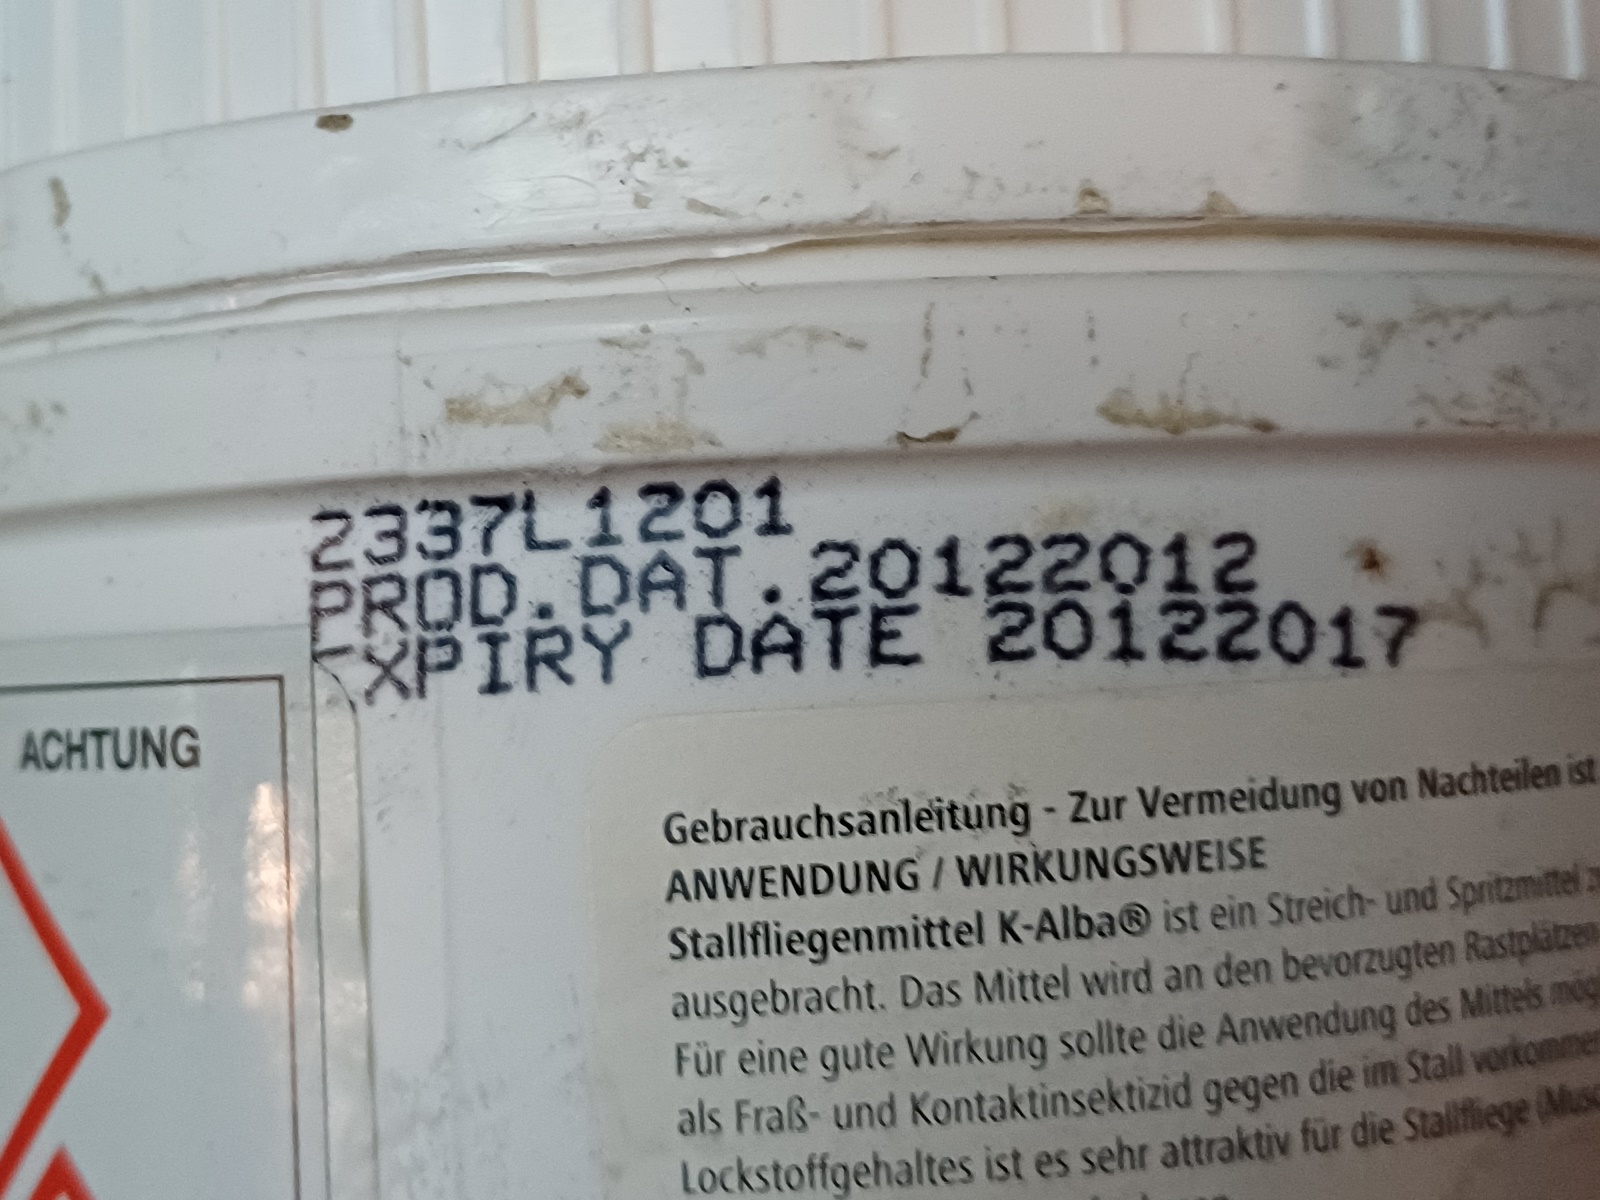 2337L1201
PROD.DAT.20122012
EXPIRY DATE 20122017
ACHTUNG
Gebrauchsanleitung - Zur Vermeidung von Nachteilen ist
ANWENDUNG / WIRKUNGSWEISE
Stallfliegenmittel K-Alba® ist ein Streich- und Spritzmittel
ausgebracht. Das Mittel wird an den bevorzugten Rastplätzen
Für eine gute Wirkung sollte die Anwendung des Mittels
als Fraß- und Kontaktinsektizid gegen die im Stall
Lockstoffgehaltes ist es sehr attraktiv für die Stallfliege